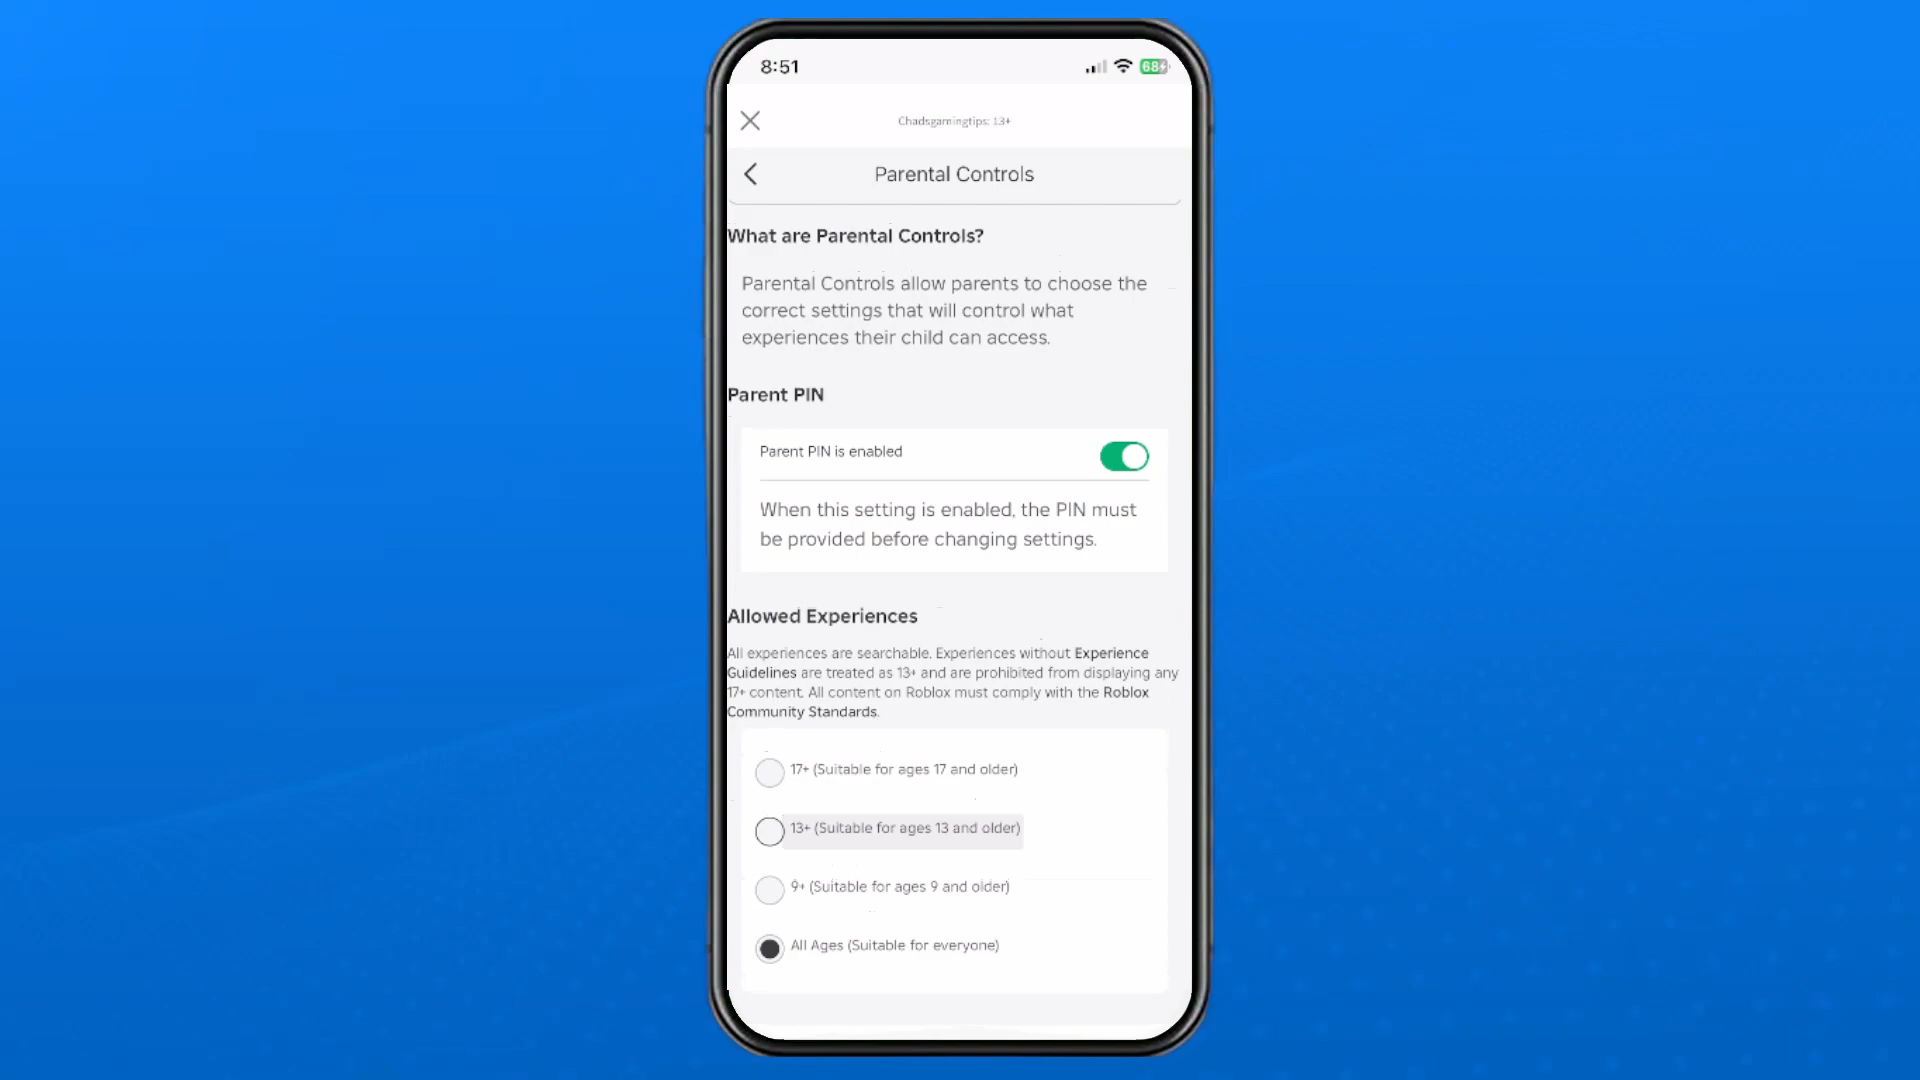 8:51
68
Chadsgamingtips: 13+
Parental Controls
What are Parental Controls?
Parental Controls allow parents to choose the
correct settings that will control what
experiences their child can access.
Parent PIN
Parent PIN is enabled
When this setting is enabled, the PIN must
be provided before changing settings.
Allowed Experiences
All experiences are searchable. Experiences without Experience
Guidelines are treated as 13+ and are prohibited from displaying any
17+ content. All content on Roblox must comply with the Roblox
Community Standards.
17+ (Suitable for ages 17 and older)
13+ (Suitable for ages 13 and older)
9+ (Suitable for ages 9 and older)
All Ages (Suitable for everyone)